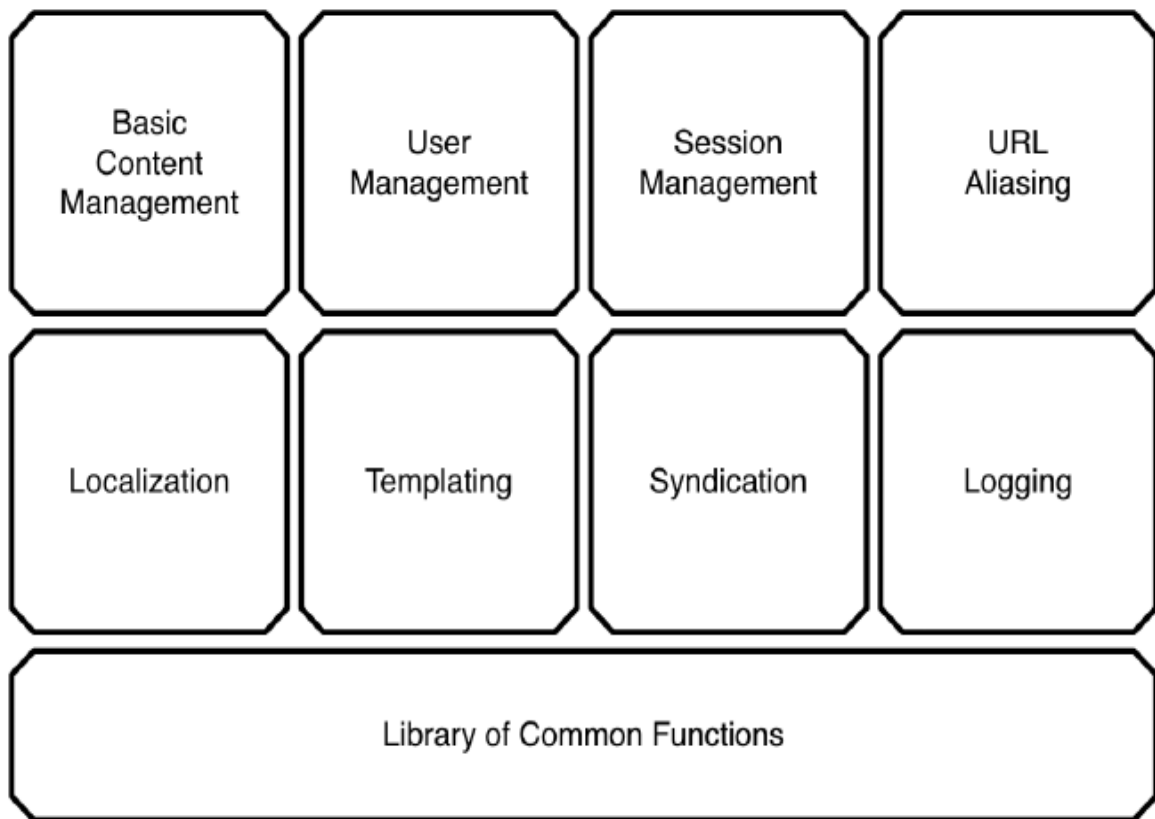 Basic
Content
Management
User
Management
Session
Management
URL
Aliasing
Localization
Templating
Syndication
Logging
Library of Common Functions